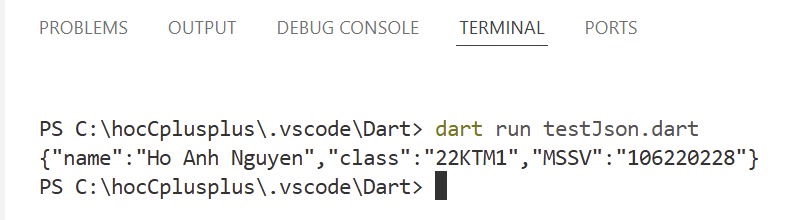 PROBLEMS OUTPUT DEBUG CONSOLE TERMINAL PORTS
PS C:\hocCplusplus\.vscode\Dart> dart run testJson.dart
{"name":"Ho Anh Nguyen","class":"22KTM1","MSSV":"106220228"}
PS C:\hocCplusplus\.vscode\Dart>